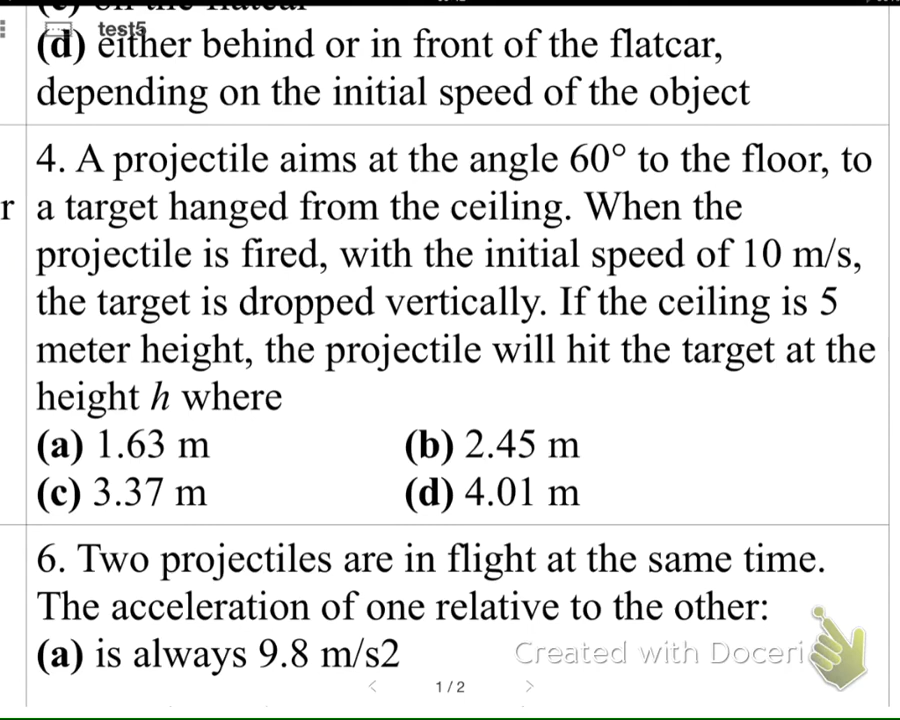 test5
(d) either behind or in front of the flatcar,
depending on the initial speed of the object
4. A projectile aims at the angle 60° to the floor, to
r a target hanged from the ceiling. When the
projectile is fired, with the initial speed of 10 m/s,
the target is dropped vertically. If the ceiling is 5
meter height, the projectile will hit the target at the
height h where
(a) 1.63 m (b) 2.45 m
(c) 3.37 m (d) 4.01 m
6. Two projectiles are in flight at the same time.
The acceleration of one relative to the other:
(a) is always 9.8 m/s2
Created with Doceri
< 1/2 >